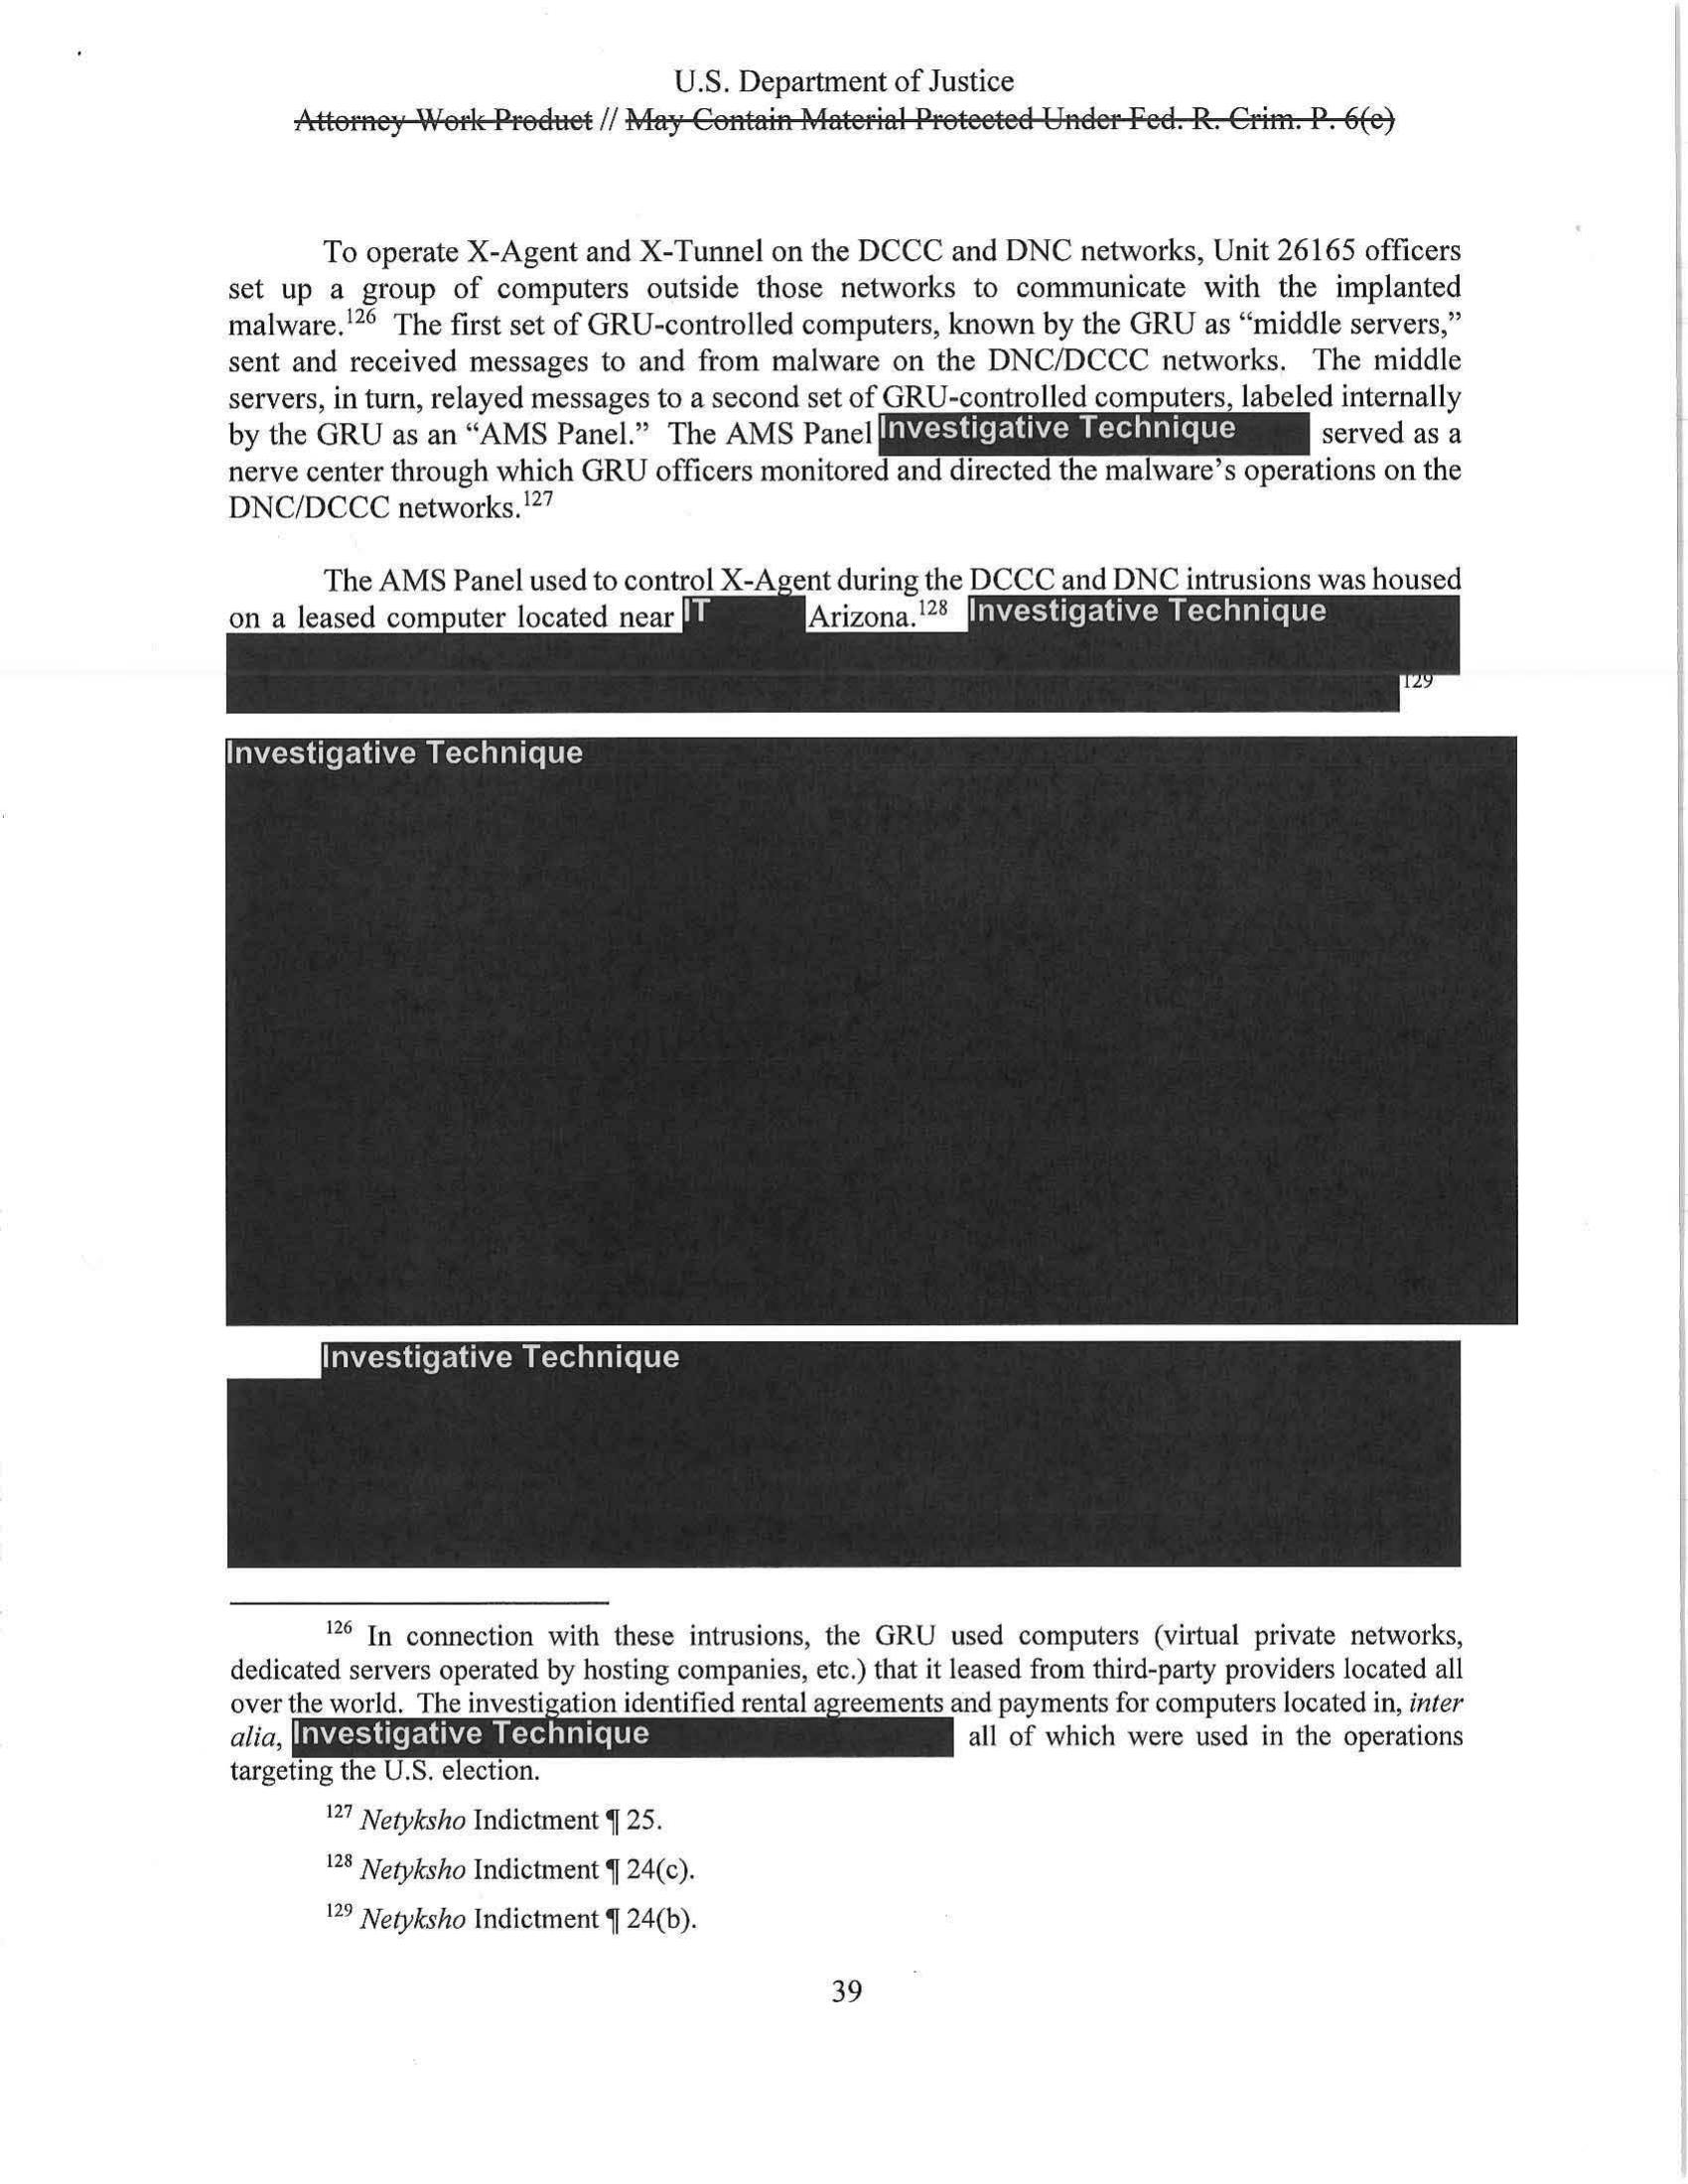 U.S. Department of Justice
Attorney Work Product // May Contain Material Protected Under Fed. R. Crim. P. 6(e)
To operate X-Agent and X-Tunnel on the DCCC and DNC networks, Unit 26165 officers
set up a group of computers outside those networks to communicate with the implanted
malware.126 The first set of GRU-controlled computers, known by the GRU as “middle servers,”
sent and received messages to and from malware on the DNC/DCCC networks. The middle
servers, in turn, relayed messages to a second set of GRU-controlled computers, labeled internally
by the GRU as an “AMS Panel.” The AMS Panel Investigative Technique served as a
nerve center through which GRU officers monitored and directed the malware’s operations on the
DNC/DCCC networks.127
The AMS Panel used to control X-Agent during the DCCC and DNC intrusions was housed
on a leased computer located near IT Arizona.128 Investigative Technique
129
Investigative Technique
Investigative Technique
126 In connection with these intrusions, the GRU used computers (virtual private networks,
dedicated servers operated by hosting companies, etc.) that it leased from third-party providers located all
over the world. The investigation identified rental agreements and payments for computers located in, inter
alia, Investigative Technique all of which were used in the operations
targeting the U.S. election.
127 Netyksho Indictment ¶ 25.
128 Netyksho Indictment ¶ 24(c).
129 Netyksho Indictment ¶ 24(b).
39